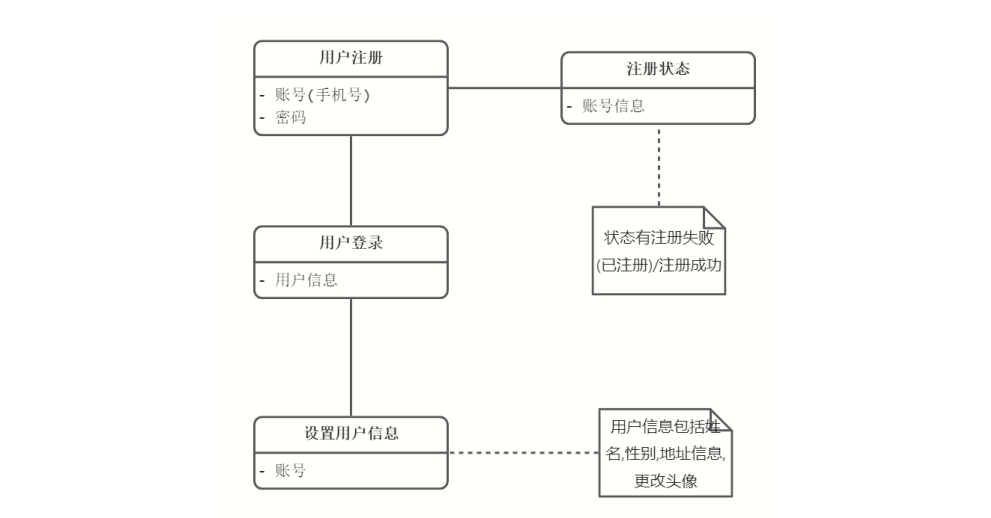 用户注册
- 账号(手机号)
- 密码
注册状态
- 账号信息
状态有注册失败
(已注册)/注册成功
用户登录
- 用户信息
设置用户信息
- 账号
用户信息包括姓
名,性别,地址信息,
更改头像